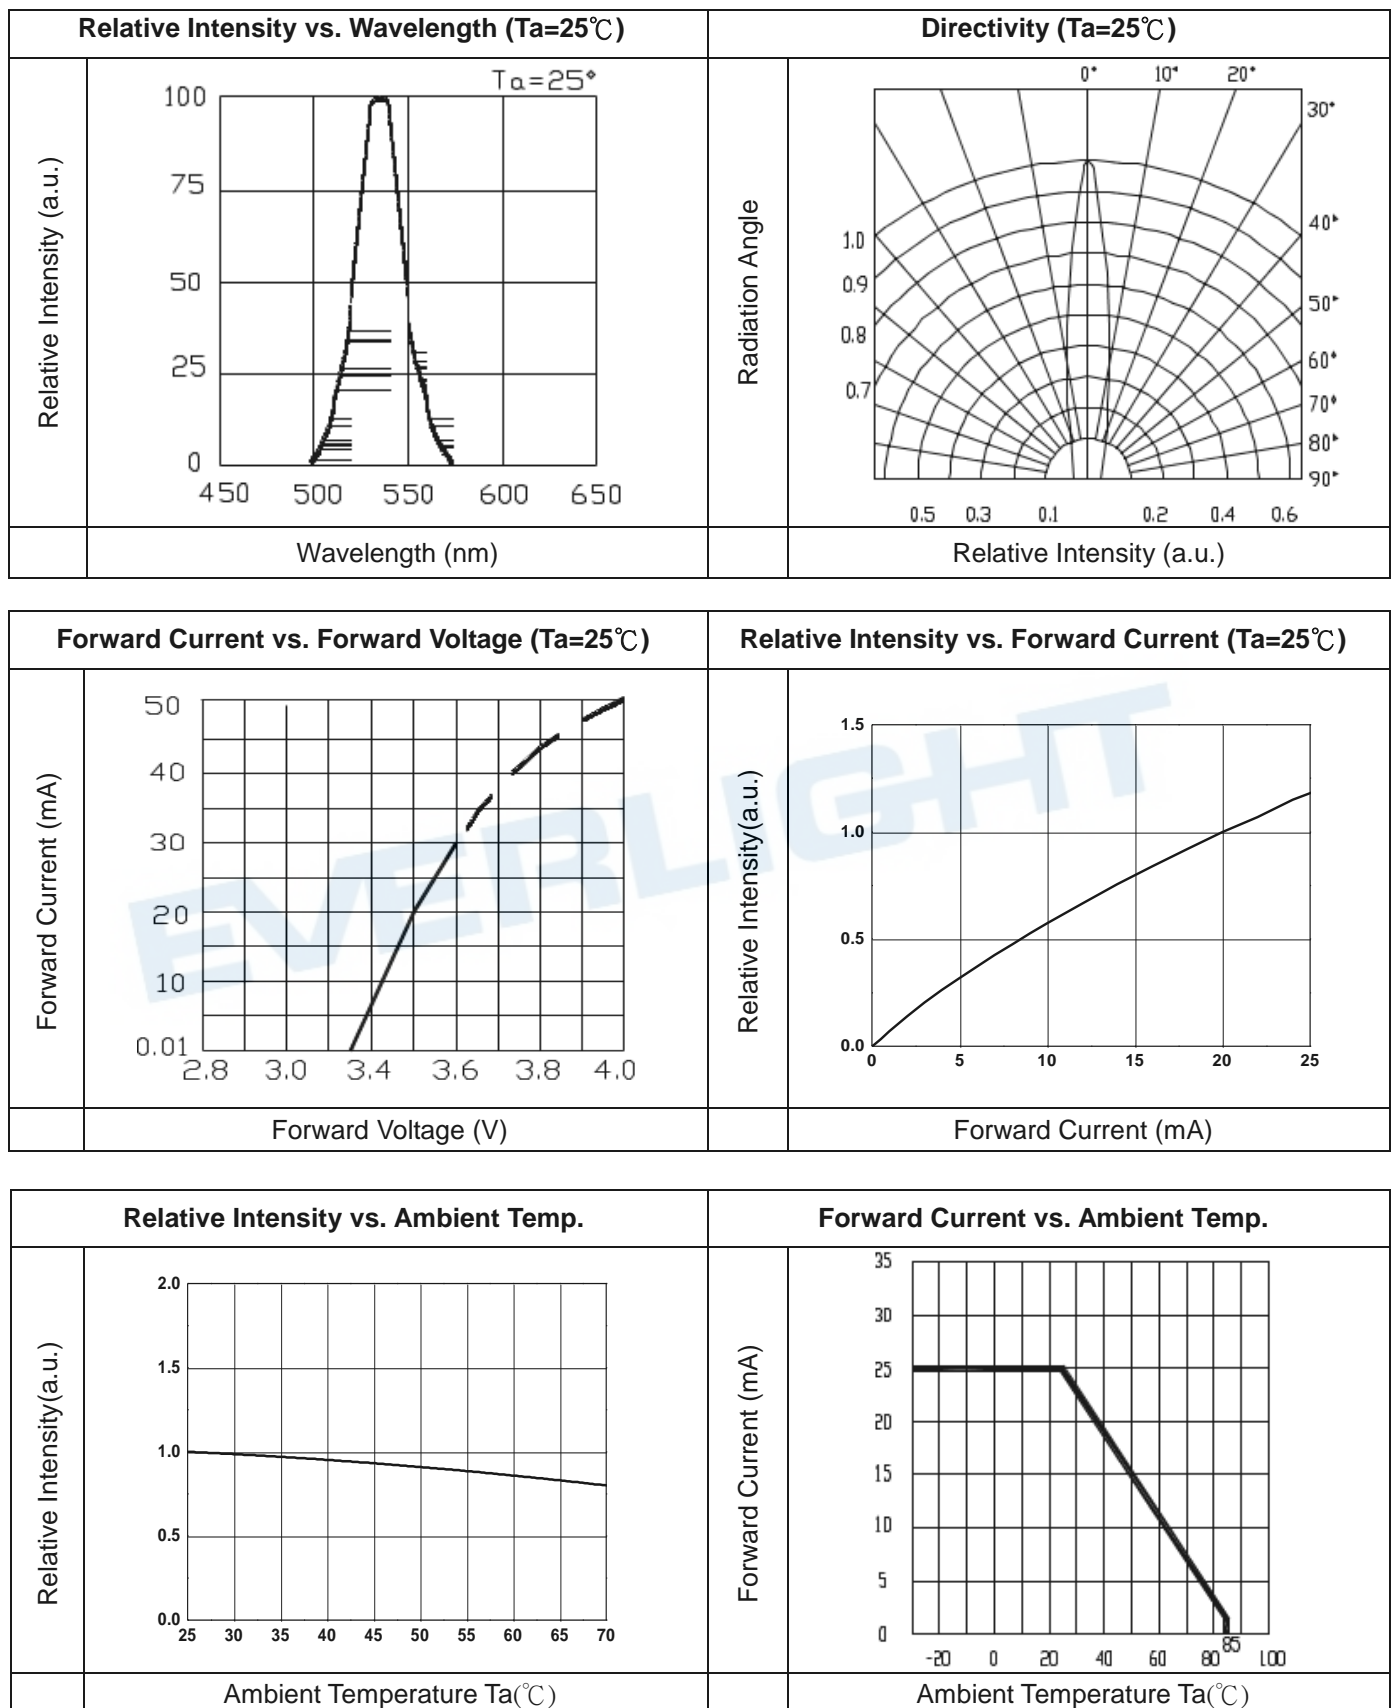 Relative Intensity vs. Wavelength (Ta=25℃)
Directivity (Ta=25℃)
Relative Intensity (a.u.)
Ta=25°
100
75
50
25
0
450 500 550 600 650
Wavelength (nm)
Radiation Angle
0° 10° 20°
30°
40°
50°
60°
70°
80°
90°
1.0
0.9
0.8
0.7
0.5 0.3 0.1 0.2 0.4 0.6
Relative Intensity (a.u.)
Forward Current vs. Forward Voltage (Ta=25℃)
Relative Intensity vs. Forward Current (Ta=25℃)
Forward Current (mA)
50
40
30
20
10
0.01
2.8 3.0 3.4 3.6 3.8 4.0
Forward Voltage (V)
Relative Intensity(a.u.)
1.5
1.0
0.5
0.0
0 5 10 15 20 25
Forward Current (mA)
EVERLIGHT
Relative Intensity vs. Ambient Temp.
Forward Current vs. Ambient Temp.
Relative Intensity(a.u.)
2.0
1.5
1.0
0.5
0.0
25 30 35 40 45 50 55 60 65 70
Ambient Temperature Ta(℃)
Forward Current (mA)
35
30
25
20
15
10
5
0
-20 0 20 40 60 80 85 100
Ambient Temperature Ta(℃)